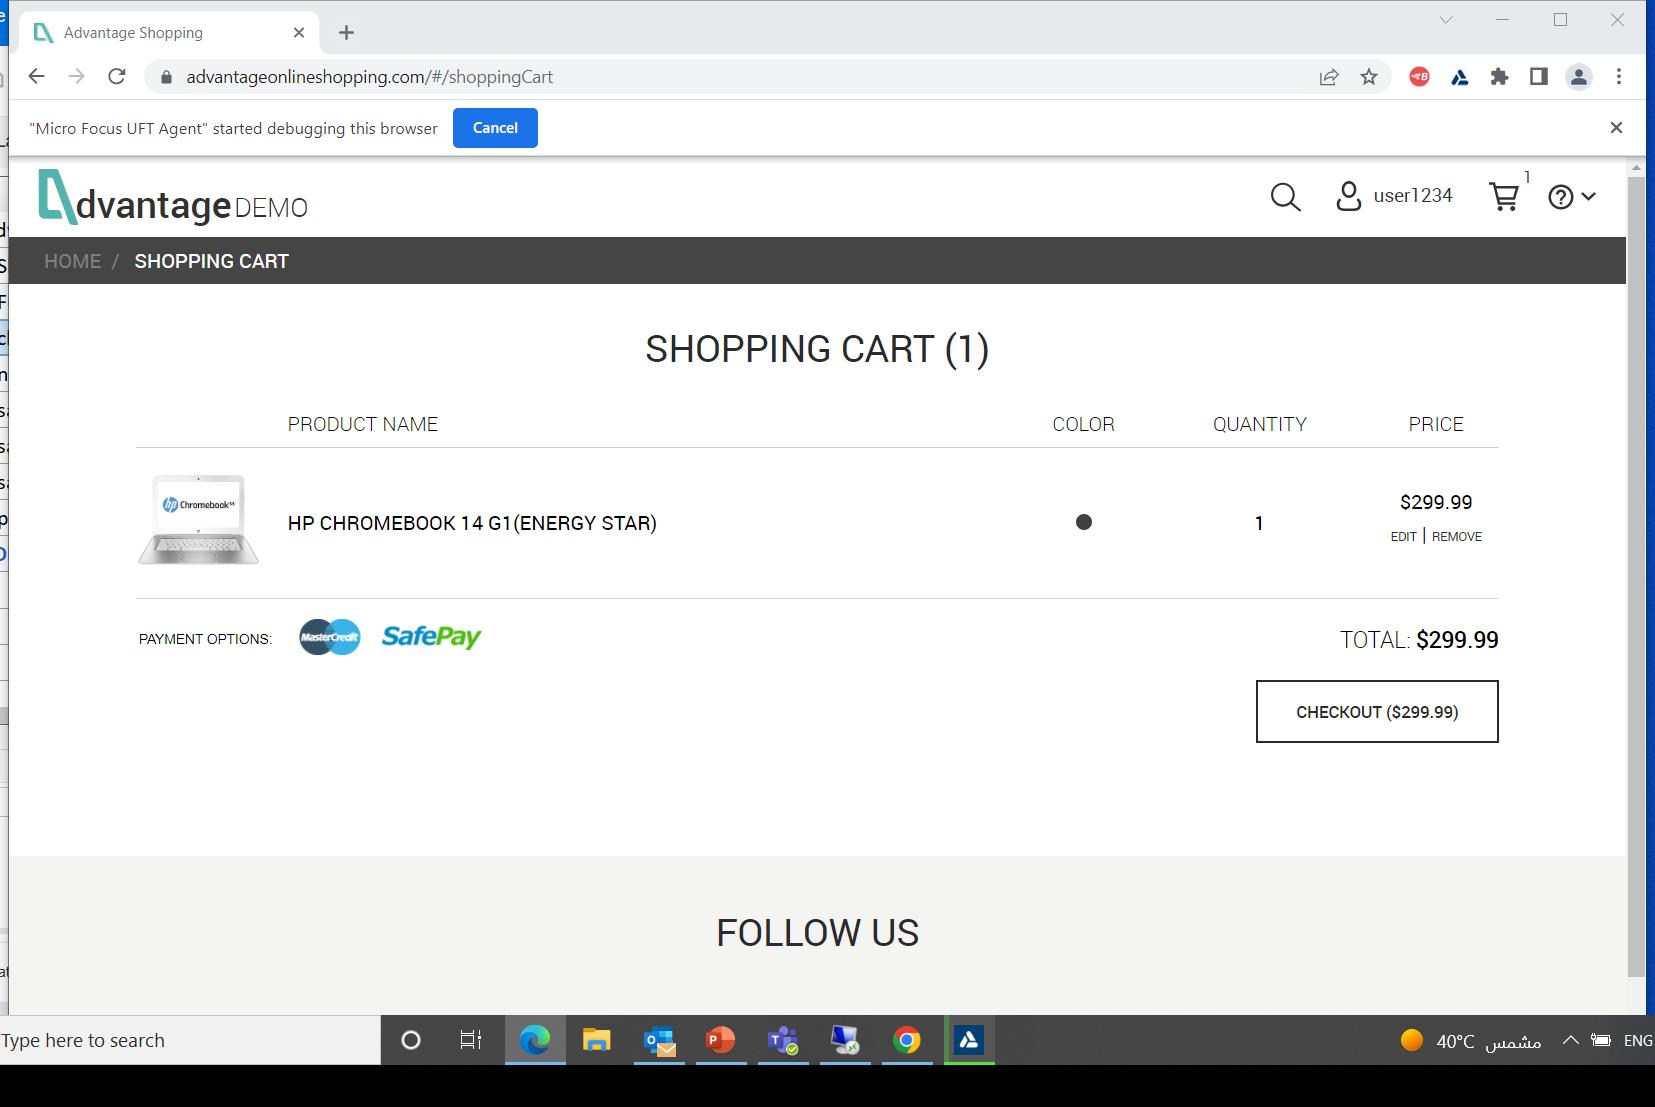 Advantage Shopping
advantageonlineshopping.com/#/shoppingCart
"Micro Focus UFT Agent" started debugging this browser
Cancel
dvantage DEMO
user1234
1
HOME / SHOPPING CART
SHOPPING CART (1)
PRODUCT NAME COLOR QUANTITY PRICE
hp Chromebook
HP CHROMEBOOK 14 G1(ENERGY STAR) 1 $299.99
EDIT | REMOVE
PAYMENT OPTIONS: MasterCredit SafePay TOTAL: $299.99
CHECKOUT ($299.99)
FOLLOW US
Type here to search
40°C مشمس ENG